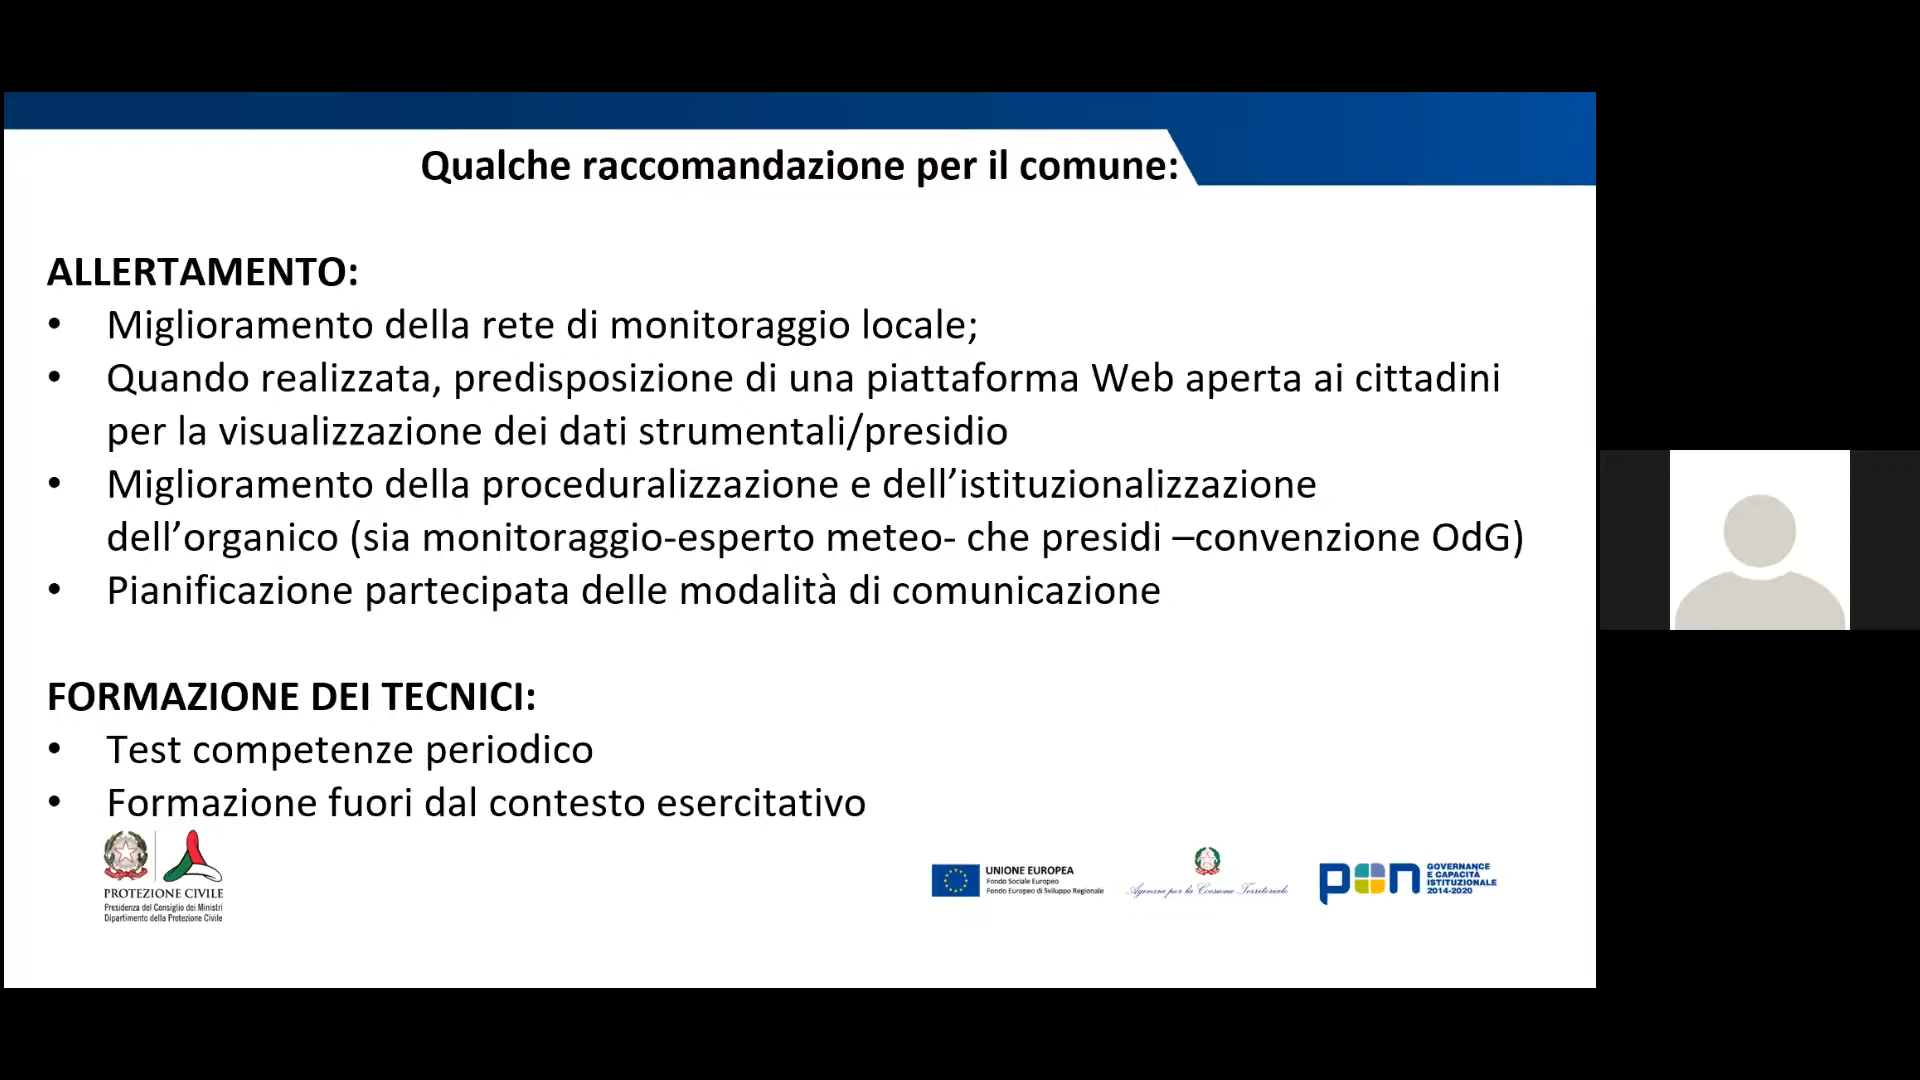 Qualche raccomandazione per il comune:
ALLERTAMENTO:
• Miglioramento della rete di monitoraggio locale;
• Quando realizzata, predisposizione di una piattaforma Web aperta ai cittadini
per la visualizzazione dei dati strumentali/presidio
• Miglioramento della proceduralizzazione e dell’istituzionalizzazione
dell’organico (sia monitoraggio-esperto meteo- che presidi –convenzione OdG)
• Pianificazione partecipata delle modalità di comunicazione
FORMAZIONE DEI TECNICI:
• Test competenze periodico
• Formazione fuori dal contesto esercitativo
PROTEZIONE CIVILE
Presidenza del Consiglio dei Ministri
Dipartimento della Protezione Civile
UNIONE EUROPEA
Fondo Sociale Europeo
Fondo Europeo di Sviluppo Regionale
Agenzia per la Coesione Territoriale
pon
GOVERNANCE
E CAPACITÀ
ISTITUZIONALE
2014-2020